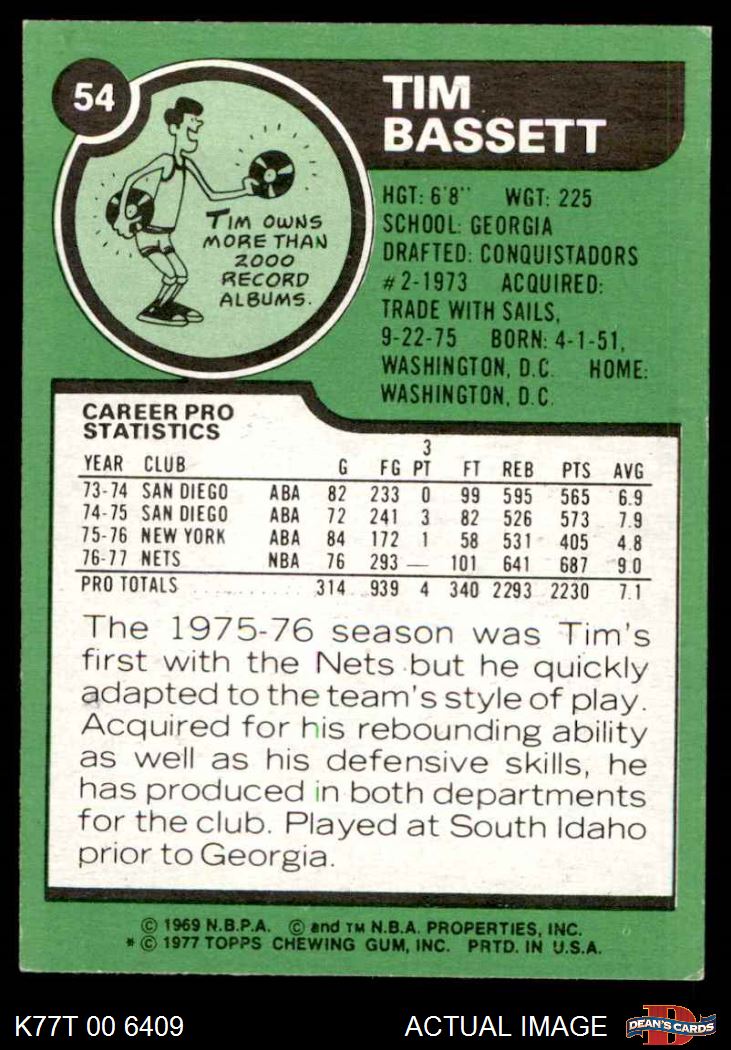 54
TIM
BASSETT
TIM OWNS
MORE THAN
2000
RECORD
ALBUMS.
HGT: 6'8" WGT: 225
SCHOOL: GEORGIA
DRAFTED: CONQUISTADORS
#2-1973 ACQUIRED:
TRADE WITH SAILS,
9-22-75 BORN: 4-1-51,
WASHINGTON, D.C. HOME:
WASHINGTON, D.C.
CAREER PRO
STATISTICS
YEAR CLUB G FG 3 PT FT REB PTS AVG
73-74 SAN DIEGO ABA 82 233 0 99 595 565 6.9
74-75 SAN DIEGO ABA 72 241 3 82 526 573 7.9
75-76 NEW YORK ABA 84 172 1 58 531 405 4.8
76-77 NETS NBA 76 293 — 101 641 687 9.0
PRO TOTALS 314 939 4 340 2293 2230 7.1
The 1975-76 season was Tim's
first with the Nets but he quickly
adapted to the team's style of play.
Acquired for his rebounding ability
as well as his defensive skills, he
has produced in both departments
for the club. Played at South Idaho
prior to Georgia.
© 1969 N.B.P.A. © and TM N.B.A. PROPERTIES, INC.
* © 1977 TOPPS CHEWING GUM, INC. PRTD. IN U.S.A.
K77T 00 6409 ACTUAL IMAGE DEAN'S CARDS